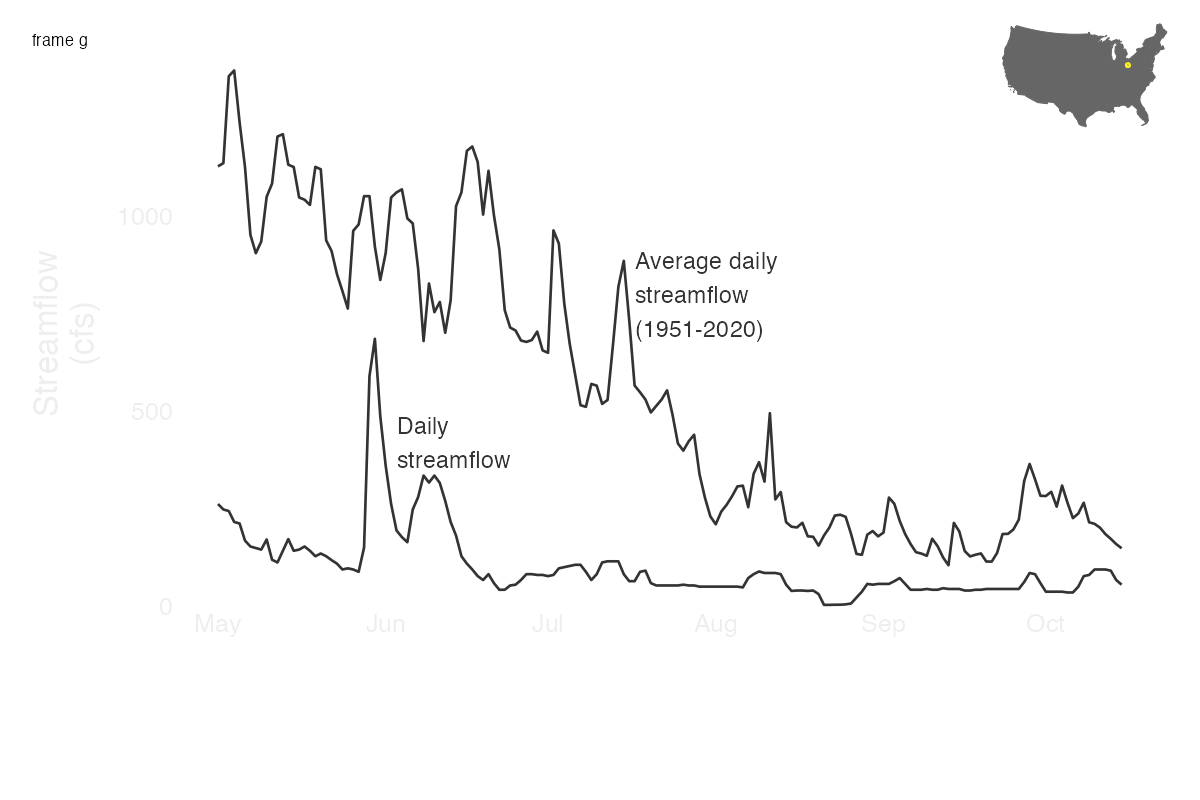 frame g
1000
500
0
Streamflow
(cfs)
Average daily
streamflow
(1951-2020)
Daily
streamflow
May
Jun
Jul
Aug
Sep
Oct